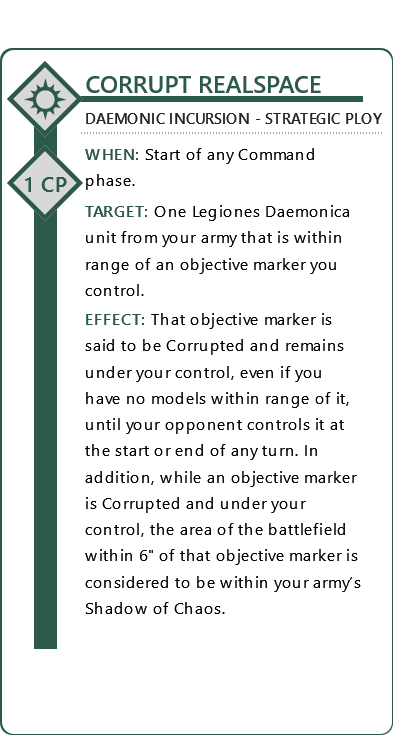 CORRUPT REALSPACE
DAEMONIC INCURSION - STRATEGIC PLOY
1 CP
WHEN: Start of any Command
phase.
TARGET: One Legiones Daemonica
unit from your army that is within
range of an objective marker you
control.
EFFECT: That objective marker is
said to be Corrupted and remains
under your control, even if you
have no models within range of it,
until your opponent controls it at
the start or end of any turn. In
addition, while an objective marker
is Corrupted and under your
control, the area of the battlefield
within 6" of that objective marker is
considered to be within your army's
Shadow of Chaos.